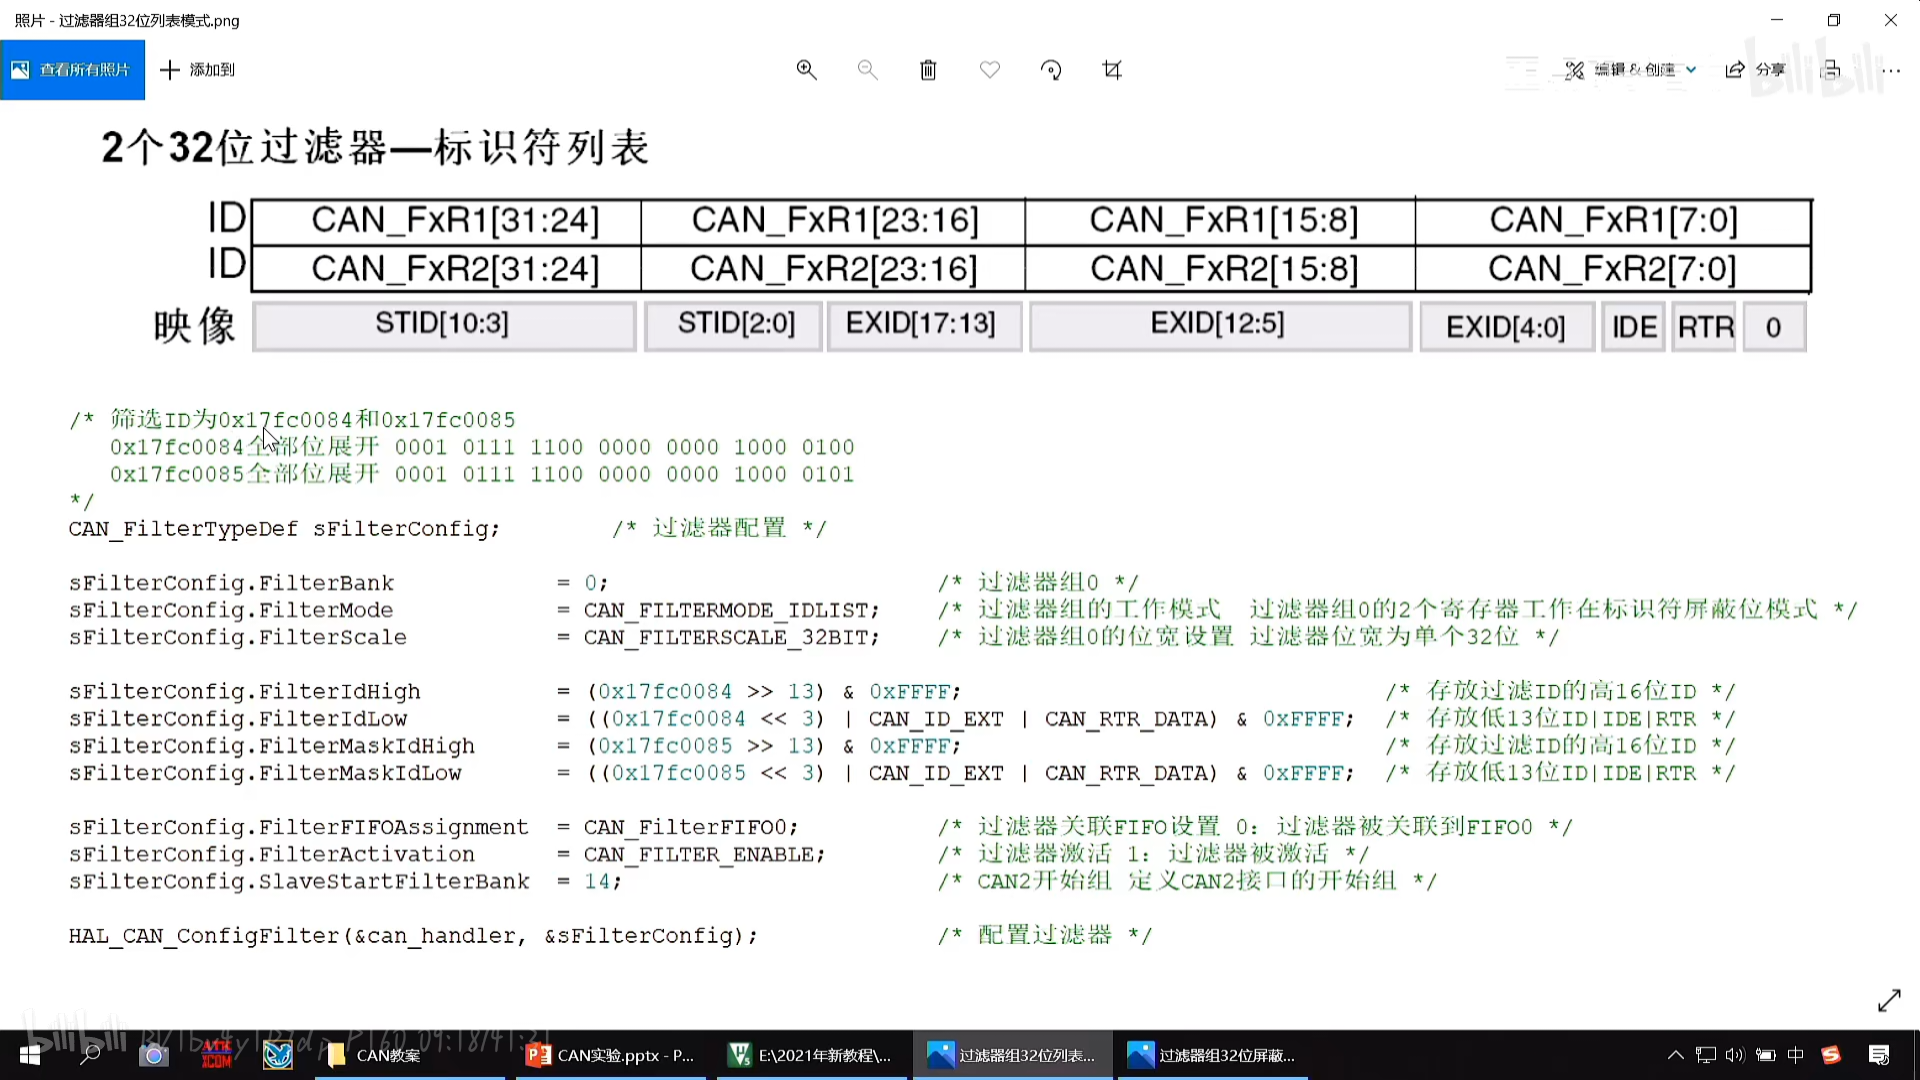 照片 - 过滤器组32位列表模式.png
查看所有照片
添加到
编辑 & 创建
分享
bilibili
2个32位过滤器—标识符列表
ID CAN_FxR1[31:24] CAN_FxR1[23:16] CAN_FxR1[15:8] CAN_FxR1[7:0]
ID CAN_FxR2[31:24] CAN_FxR2[23:16] CAN_FxR2[15:8] CAN_FxR2[7:0]
映像 STID[10:3] STID[2:0] EXID[17:13] EXID[12:5] EXID[4:0] IDE RTR 0
/* 筛选ID为0x17fc0084和0x17fc0085
0x17fc0084全部位展开 0001 0111 1100 0000 0000 1000 0100
0x17fc0085全部位展开 0001 0111 1100 0000 0000 1000 0101
*/
CAN_FilterTypeDef sFilterConfig; /* 过滤器配置 */
sFilterConfig.FilterBank = 0; /* 过滤器组0 */
sFilterConfig.FilterMode = CAN_FILTERMODE_IDLIST; /* 过滤器组的工作模式 过滤器组0的2个寄存器工作在标识符屏蔽位模式 */
sFilterConfig.FilterScale = CAN_FILTERSCALE_32BIT; /* 过滤器组0的位宽设置 过滤器位宽为单个32位 */
sFilterConfig.FilterIdHigh = (0x17fc0084 >> 13) & 0xFFFF; /* 存放过滤ID的高16位ID */
sFilterConfig.FilterIdLow = ((0x17fc0084 << 3) | CAN_ID_EXT | CAN_RTR_DATA) & 0xFFFF; /* 存放低13位ID|IDE|RTR */
sFilterConfig.FilterMaskIdHigh = (0x17fc0085 >> 13) & 0xFFFF; /* 存放过滤ID的高16位ID */
sFilterConfig.FilterMaskIdLow = ((0x17fc0085 << 3) | CAN_ID_EXT | CAN_RTR_DATA) & 0xFFFF; /* 存放低13位ID|IDE|RTR */
sFilterConfig.FilterFIFOAssignment = CAN_FilterFIFO0; /* 过滤器关联FIFO设置 0: 过滤器被关联到FIFO0 */
sFilterConfig.FilterActivation = CAN_FILTER_ENABLE; /* 过滤器激活 1: 过滤器被激活 */
sFilterConfig.SlaveStartFilterBank = 14; /* CAN2开始组 定义CAN2接口的开始组 */
HAL_CAN_ConfigFilter(&can_handler, &sFilterConfig); /* 配置过滤器 */
bilibili
ATK XCOM
CAN教案
CAN实验.pptx - P...
E:\2021年新教程\...
过滤器组32位列表...
过滤器组32位屏蔽...
中